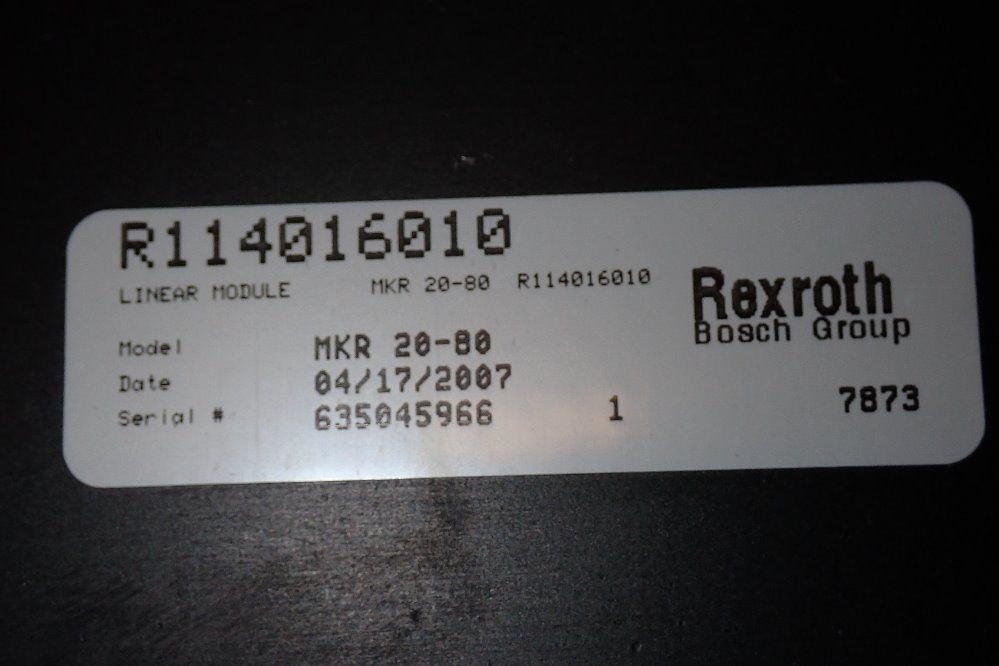 R114016010
LINEAR MODULE MKR 20-80 R114016010
Rexroth
Bosch Group
Model MKR 20-80
Date 04/17/2007
Serial # 635045966 1 7873